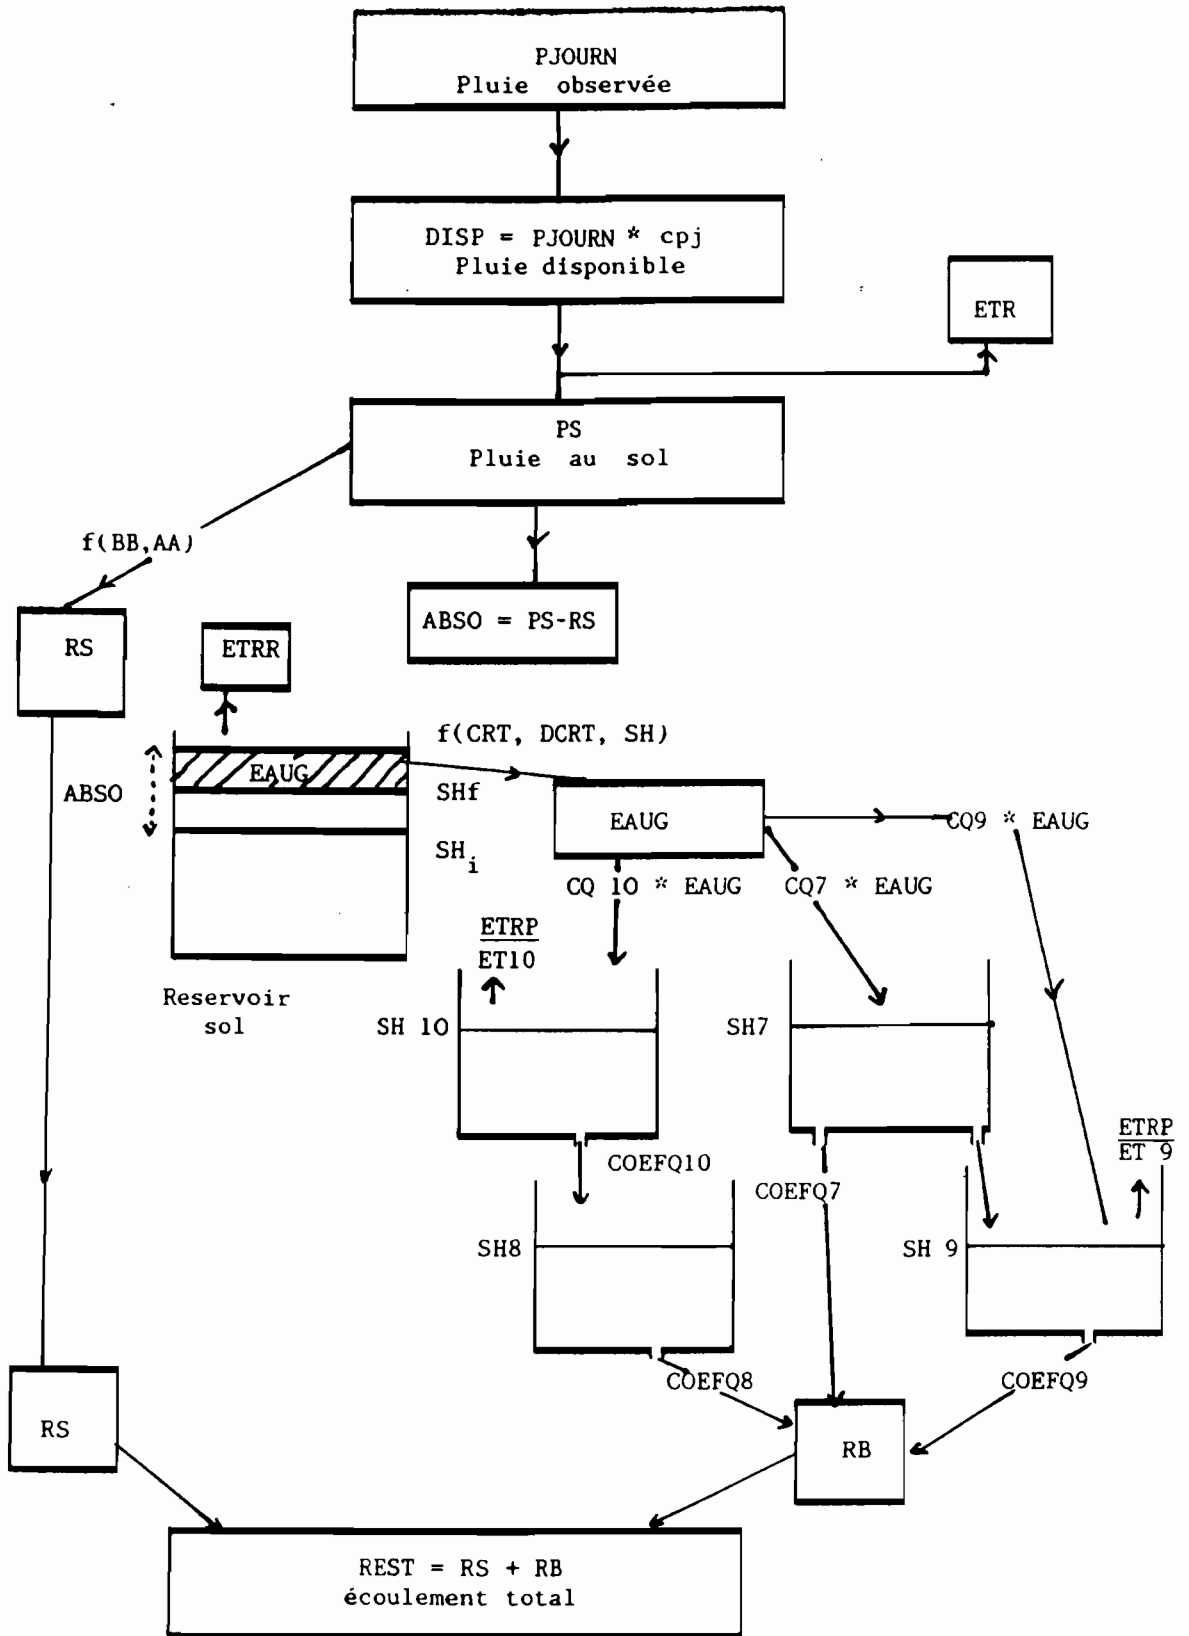 PJOURN
Pluie observée
DISP = PJOURN * cpj
Pluie disponible
ETR
PS
Pluie au sol
f(BB,AA)
ABSO = PS-RS
RS
ETRR
f(CRT, DCRT, SH)
EAUG
ABSO
SHf
EAUG
CQ9 * EAUG
SHi
CQ 10 * EAUG
CQ7 * EAUG
ETRP
ET10
Reservoir
sol
SH 10
SH7
ETRP
ET 9
COEFQ10
COEFQ7
SH8
SH 9
COEFQ8
COEFQ9
RS
RB
REST = RS + RB
écoulement total